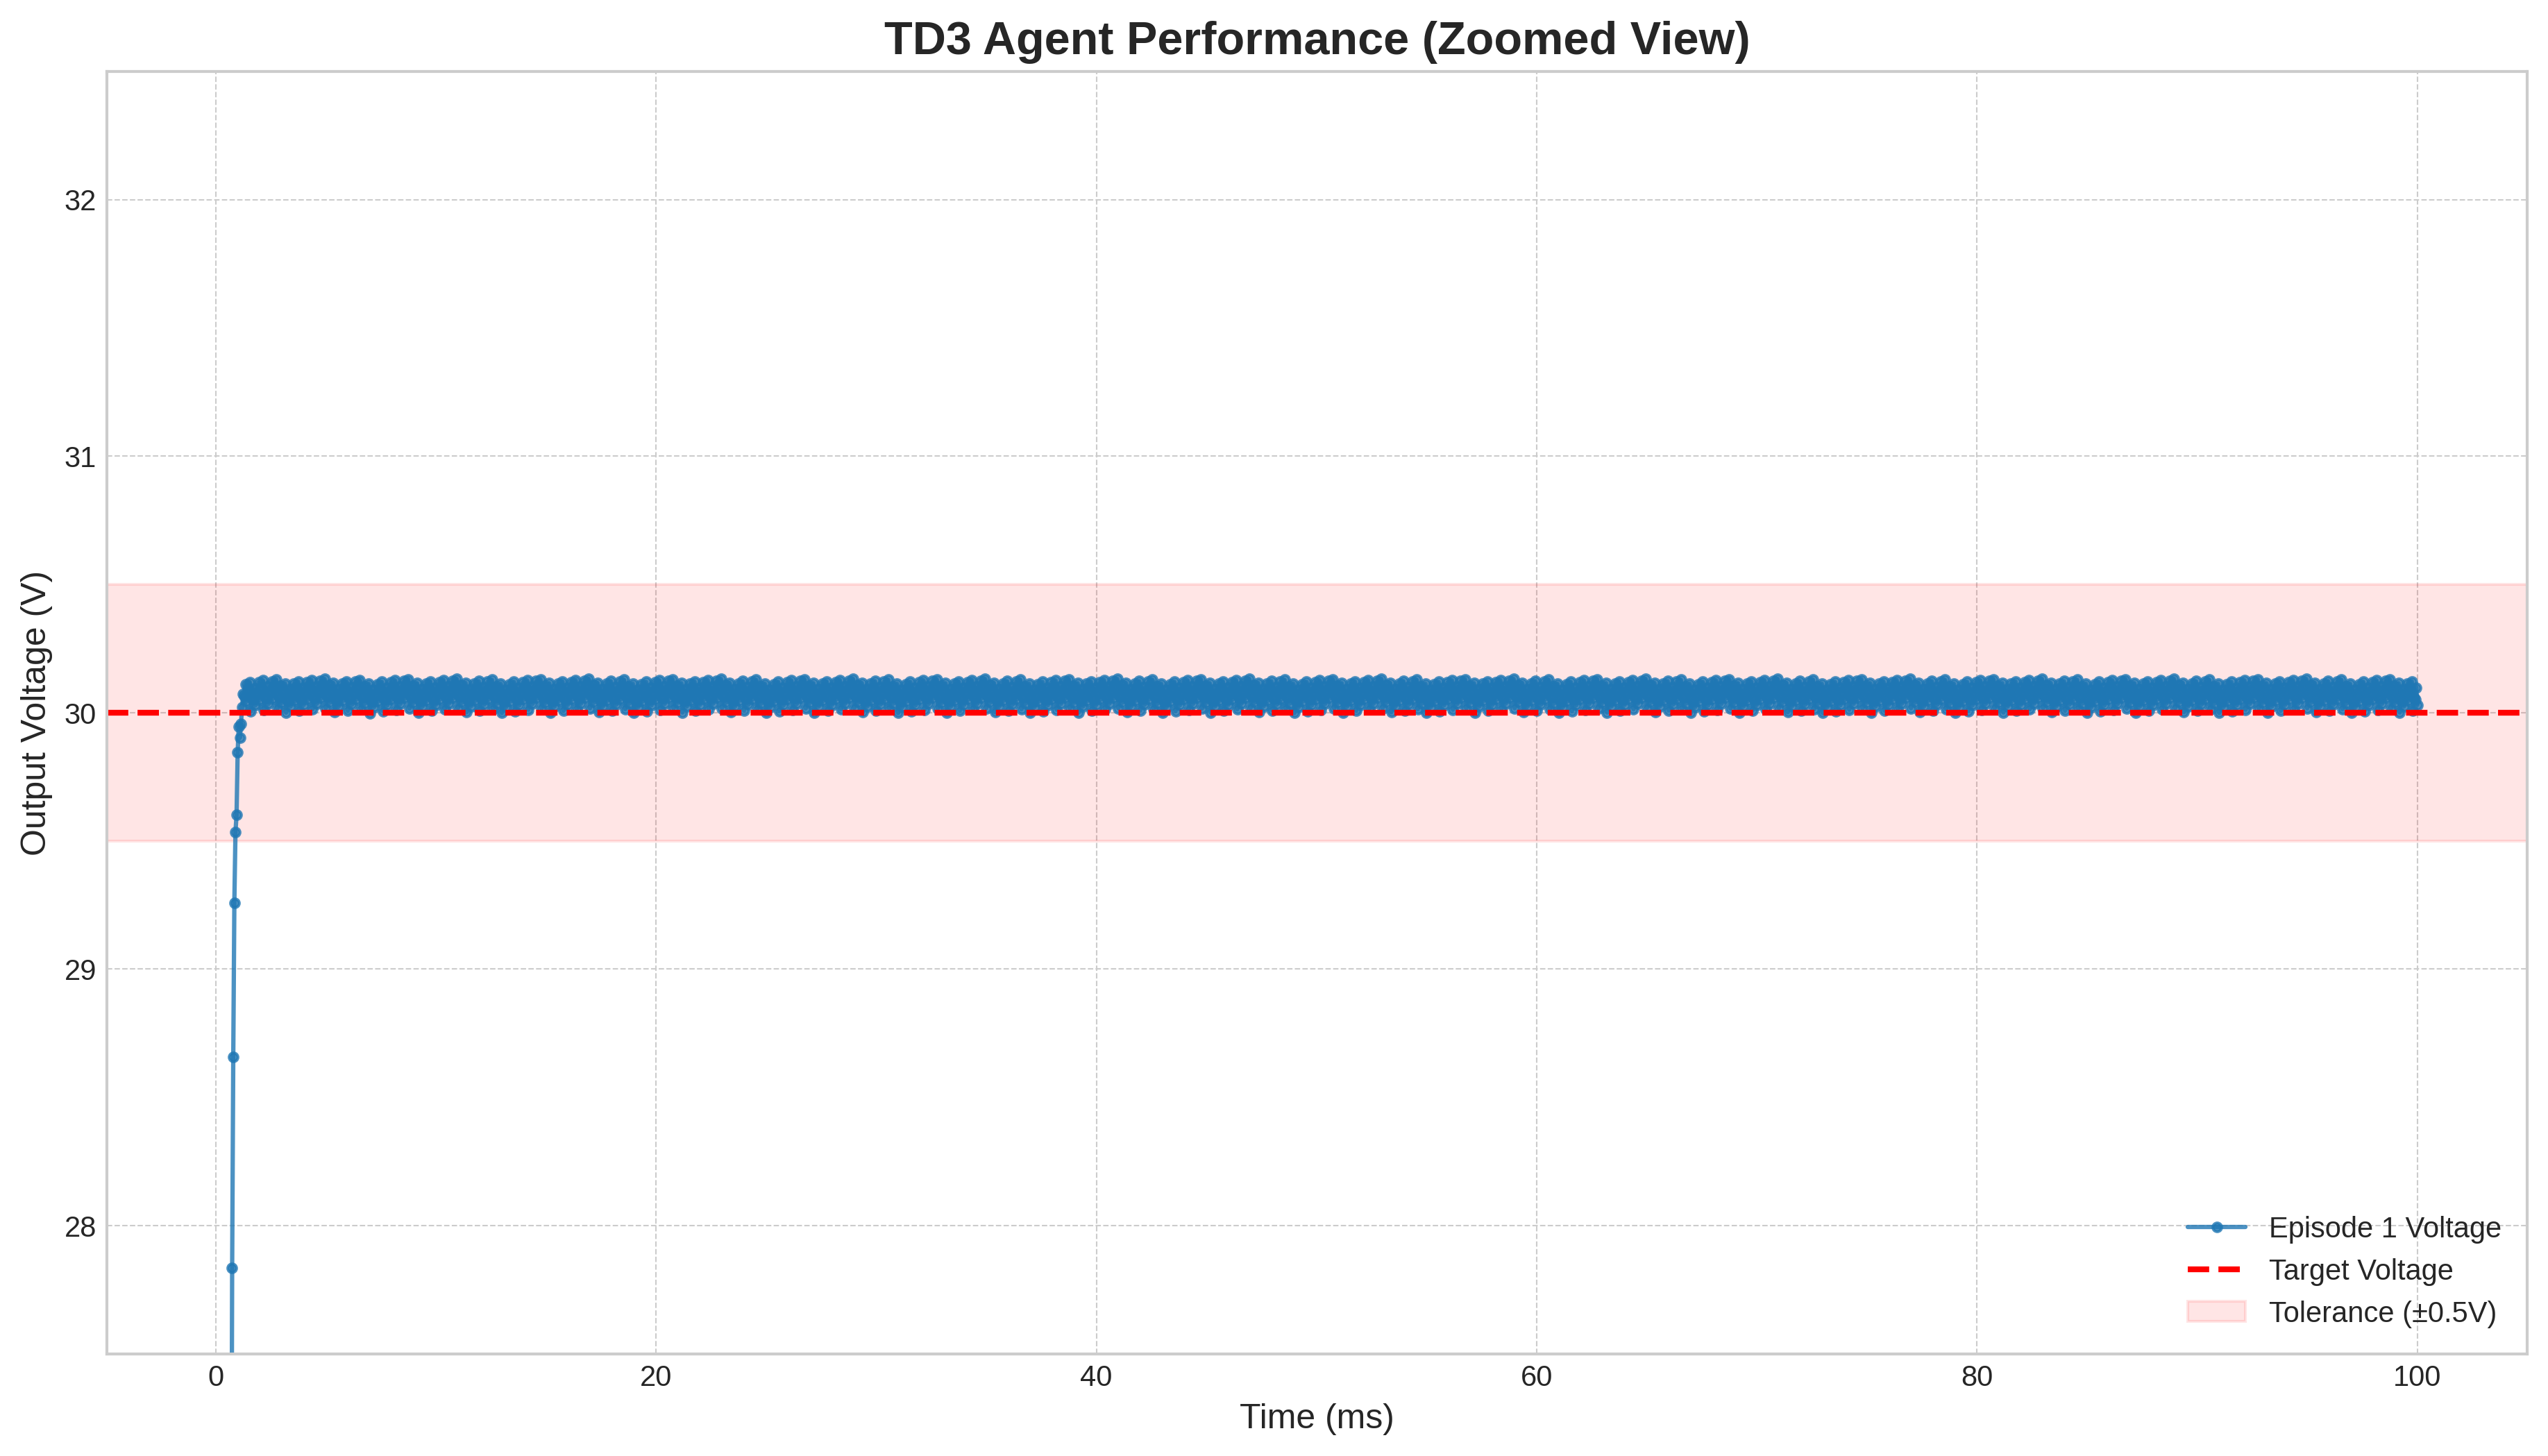 TD3 Agent Performance (Zoomed View)
Output Voltage (V)
32
31
30
29
28
0
20
40
60
80
100
Time (ms)
Episode 1 Voltage
Target Voltage
Tolerance (±0.5V)